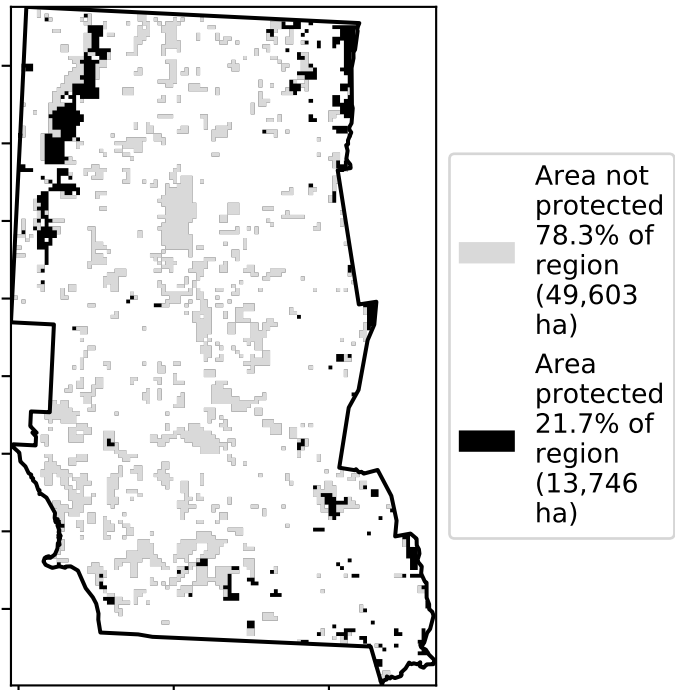 Area not
protected
78.3% of
region
(49,603
ha)
Area
protected
21.7% of
region
(13,746
ha)